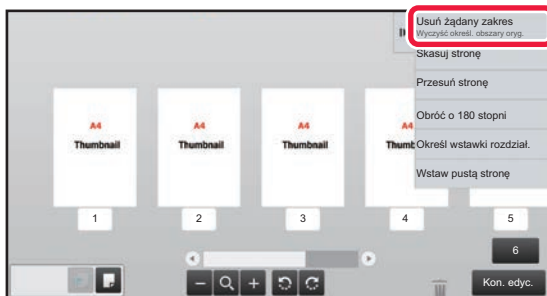 Usuń żądany zakres
Wyczyść określ. obszary oryg.
Skasuj stronę
Przesuń stronę
Obróć o 180 stopni
Określ wstawki rozdział.
Wstaw pustą stronę
A4
Thumbnail
A4
Thumbnail
A4
Thumbnail
A4
Thumb
1
2
3
4
5
6
Kon. edyc.